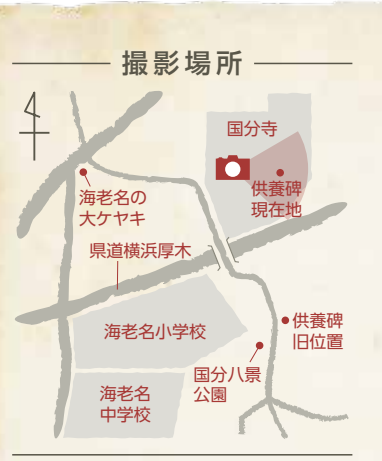 撮影場所
国分寺
供養碑
現在地
海老名の
大ケヤキ
県道横浜厚木
海老名小学校
供養碑
旧位置
国分八景
公園
海老名
中学校